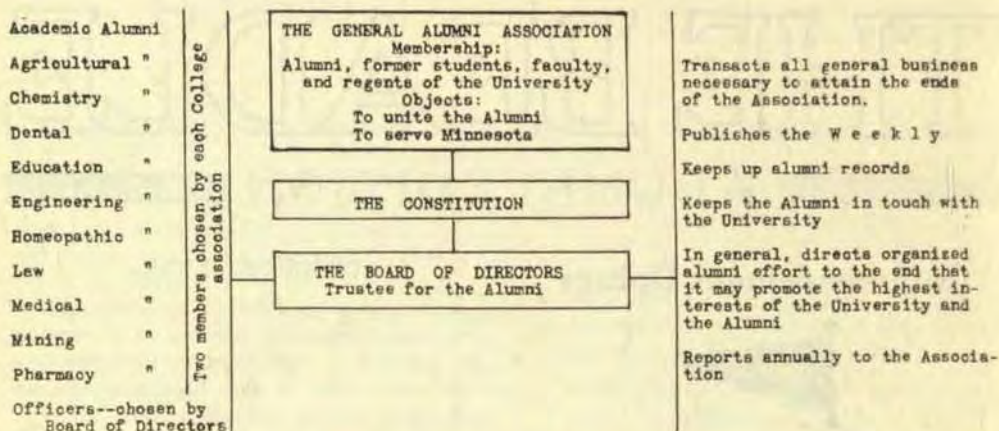 Academic Alumni
Agricultural "
Chemistry "
Dental "
Education "
Engineering "
Homeopathic "
Law "
Medical "
Mining "
Pharmacy "
Officers--chosen by
Board of Directors
Two members chosen by each College
association
THE GENERAL ALUMNI ASSOCIATION
Membership:
Alumni, former students, faculty,
and regents of the University
Objects:
To unite the Alumni
To serve Minnesota
THE CONSTITUTION
THE BOARD OF DIRECTORS
Trustee for the Alumni
Transacts all general business
necessary to attain the ends
of the Association.
Publishes the W e e k l y
Keeps up alumni records
Keeps the Alumni in touch with
the University
In general, directs organized
alumni effort to the end that
it may promote the highest in-
terests of the University and
the Alumni
Reports annually to the Associa-
tion